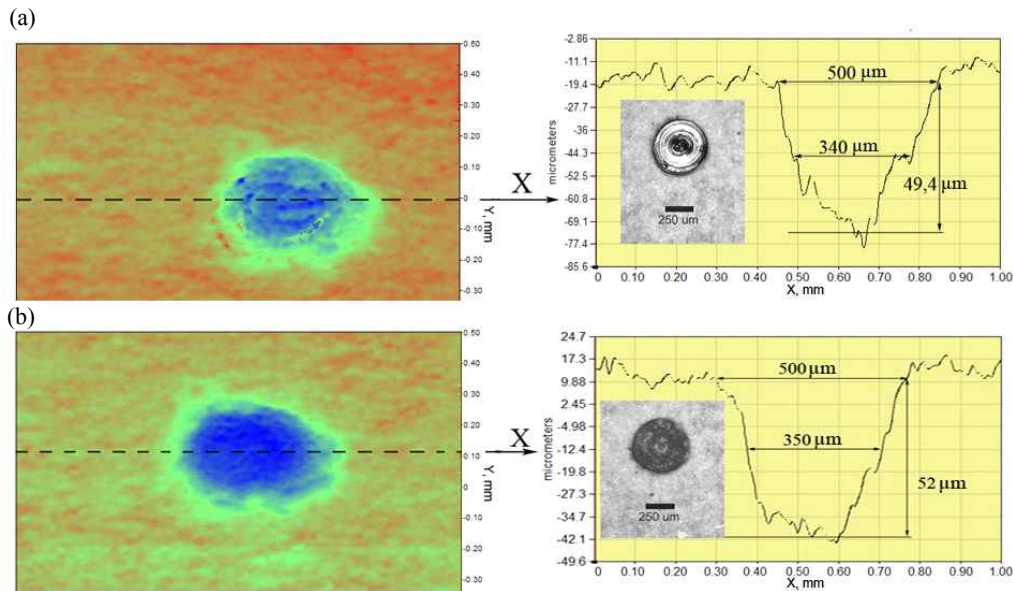 (a)
0.50
0.40
0.30
0.20
0.10
0
-0.10
-0.20
-0.30
Y, mm
X
micrometers
-2.86
-11.1
-19.4
-27.7
-36
-44.3
-52.5
-60.8
-69.1
-77.4
-85.6
500 µm
340 µm
49,4 µm
250 um
0 0.10 0.20 0.30 0.40 0.50 0.60 0.70 0.80 0.90 1.00
X, mm
(b)
0.50
0.40
0.30
0.20
0.10
0
-0.10
-0.20
-0.30
Y, mm
X
micrometers
24.7
17.3
9.88
2.45
-4.98
-12.4
-19.8
-27.3
-34.7
-42.1
-49.6
500 µm
350 µm
52 µm
250 um
0 0.10 0.20 0.30 0.40 0.50 0.60 0.70 0.80 0.90 1.00
X, mm